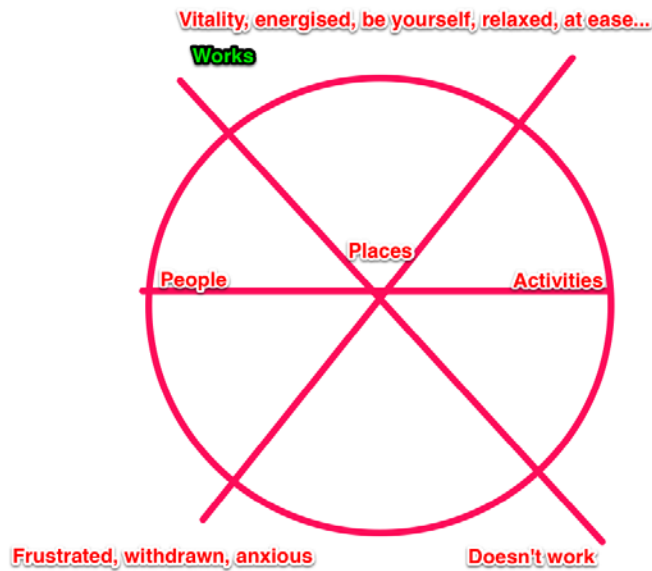 Vitality, energised, be yourself, relaxed, at ease...
Works
Places
People
Activities
Frustrated, withdrawn, anxious
Doesn't work